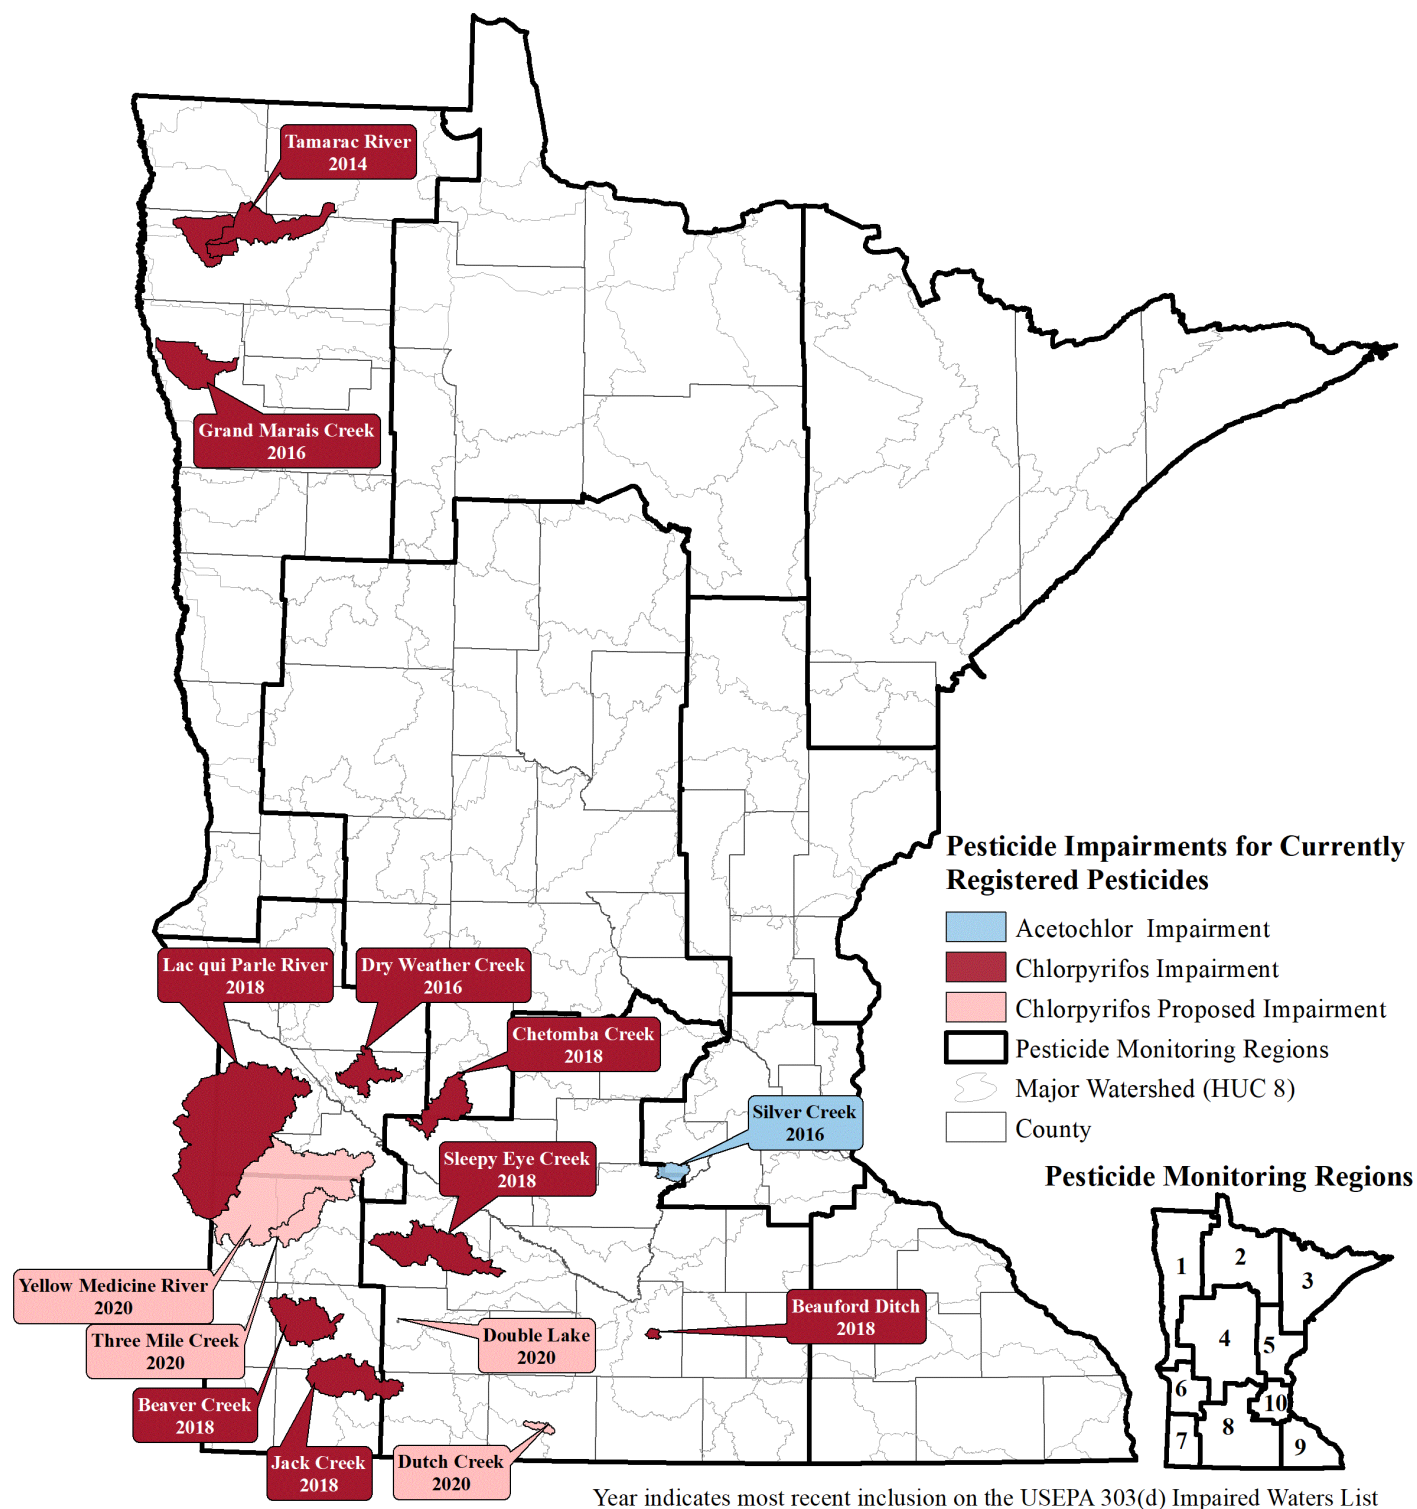 Tamarac River
2014
Grand Marais Creek
2016
Lac qui Parle River
2018
Dry Weather Creek
2016
Chetomba Creek
2018
Silver Creek
2016
Sleepy Eye Creek
2018
Yellow Medicine River
2020
Three Mile Creek
2020
Double Lake
2020
Beauford Ditch
2018
Beaver Creek
2018
Jack Creek
2018
Dutch Creek
2020
Pesticide Impairments for Currently
Registered Pesticides
Acetochlor Impairment
Chlorpyrifos Impairment
Chlorpyrifos Proposed Impairment
Pesticide Monitoring Regions
Major Watershed (HUC 8)
County
Pesticide Monitoring Regions
1
2
3
4
5
6
10
8
7
9
Year indicates most recent inclusion on the USEPA 303(d) Impaired Waters List